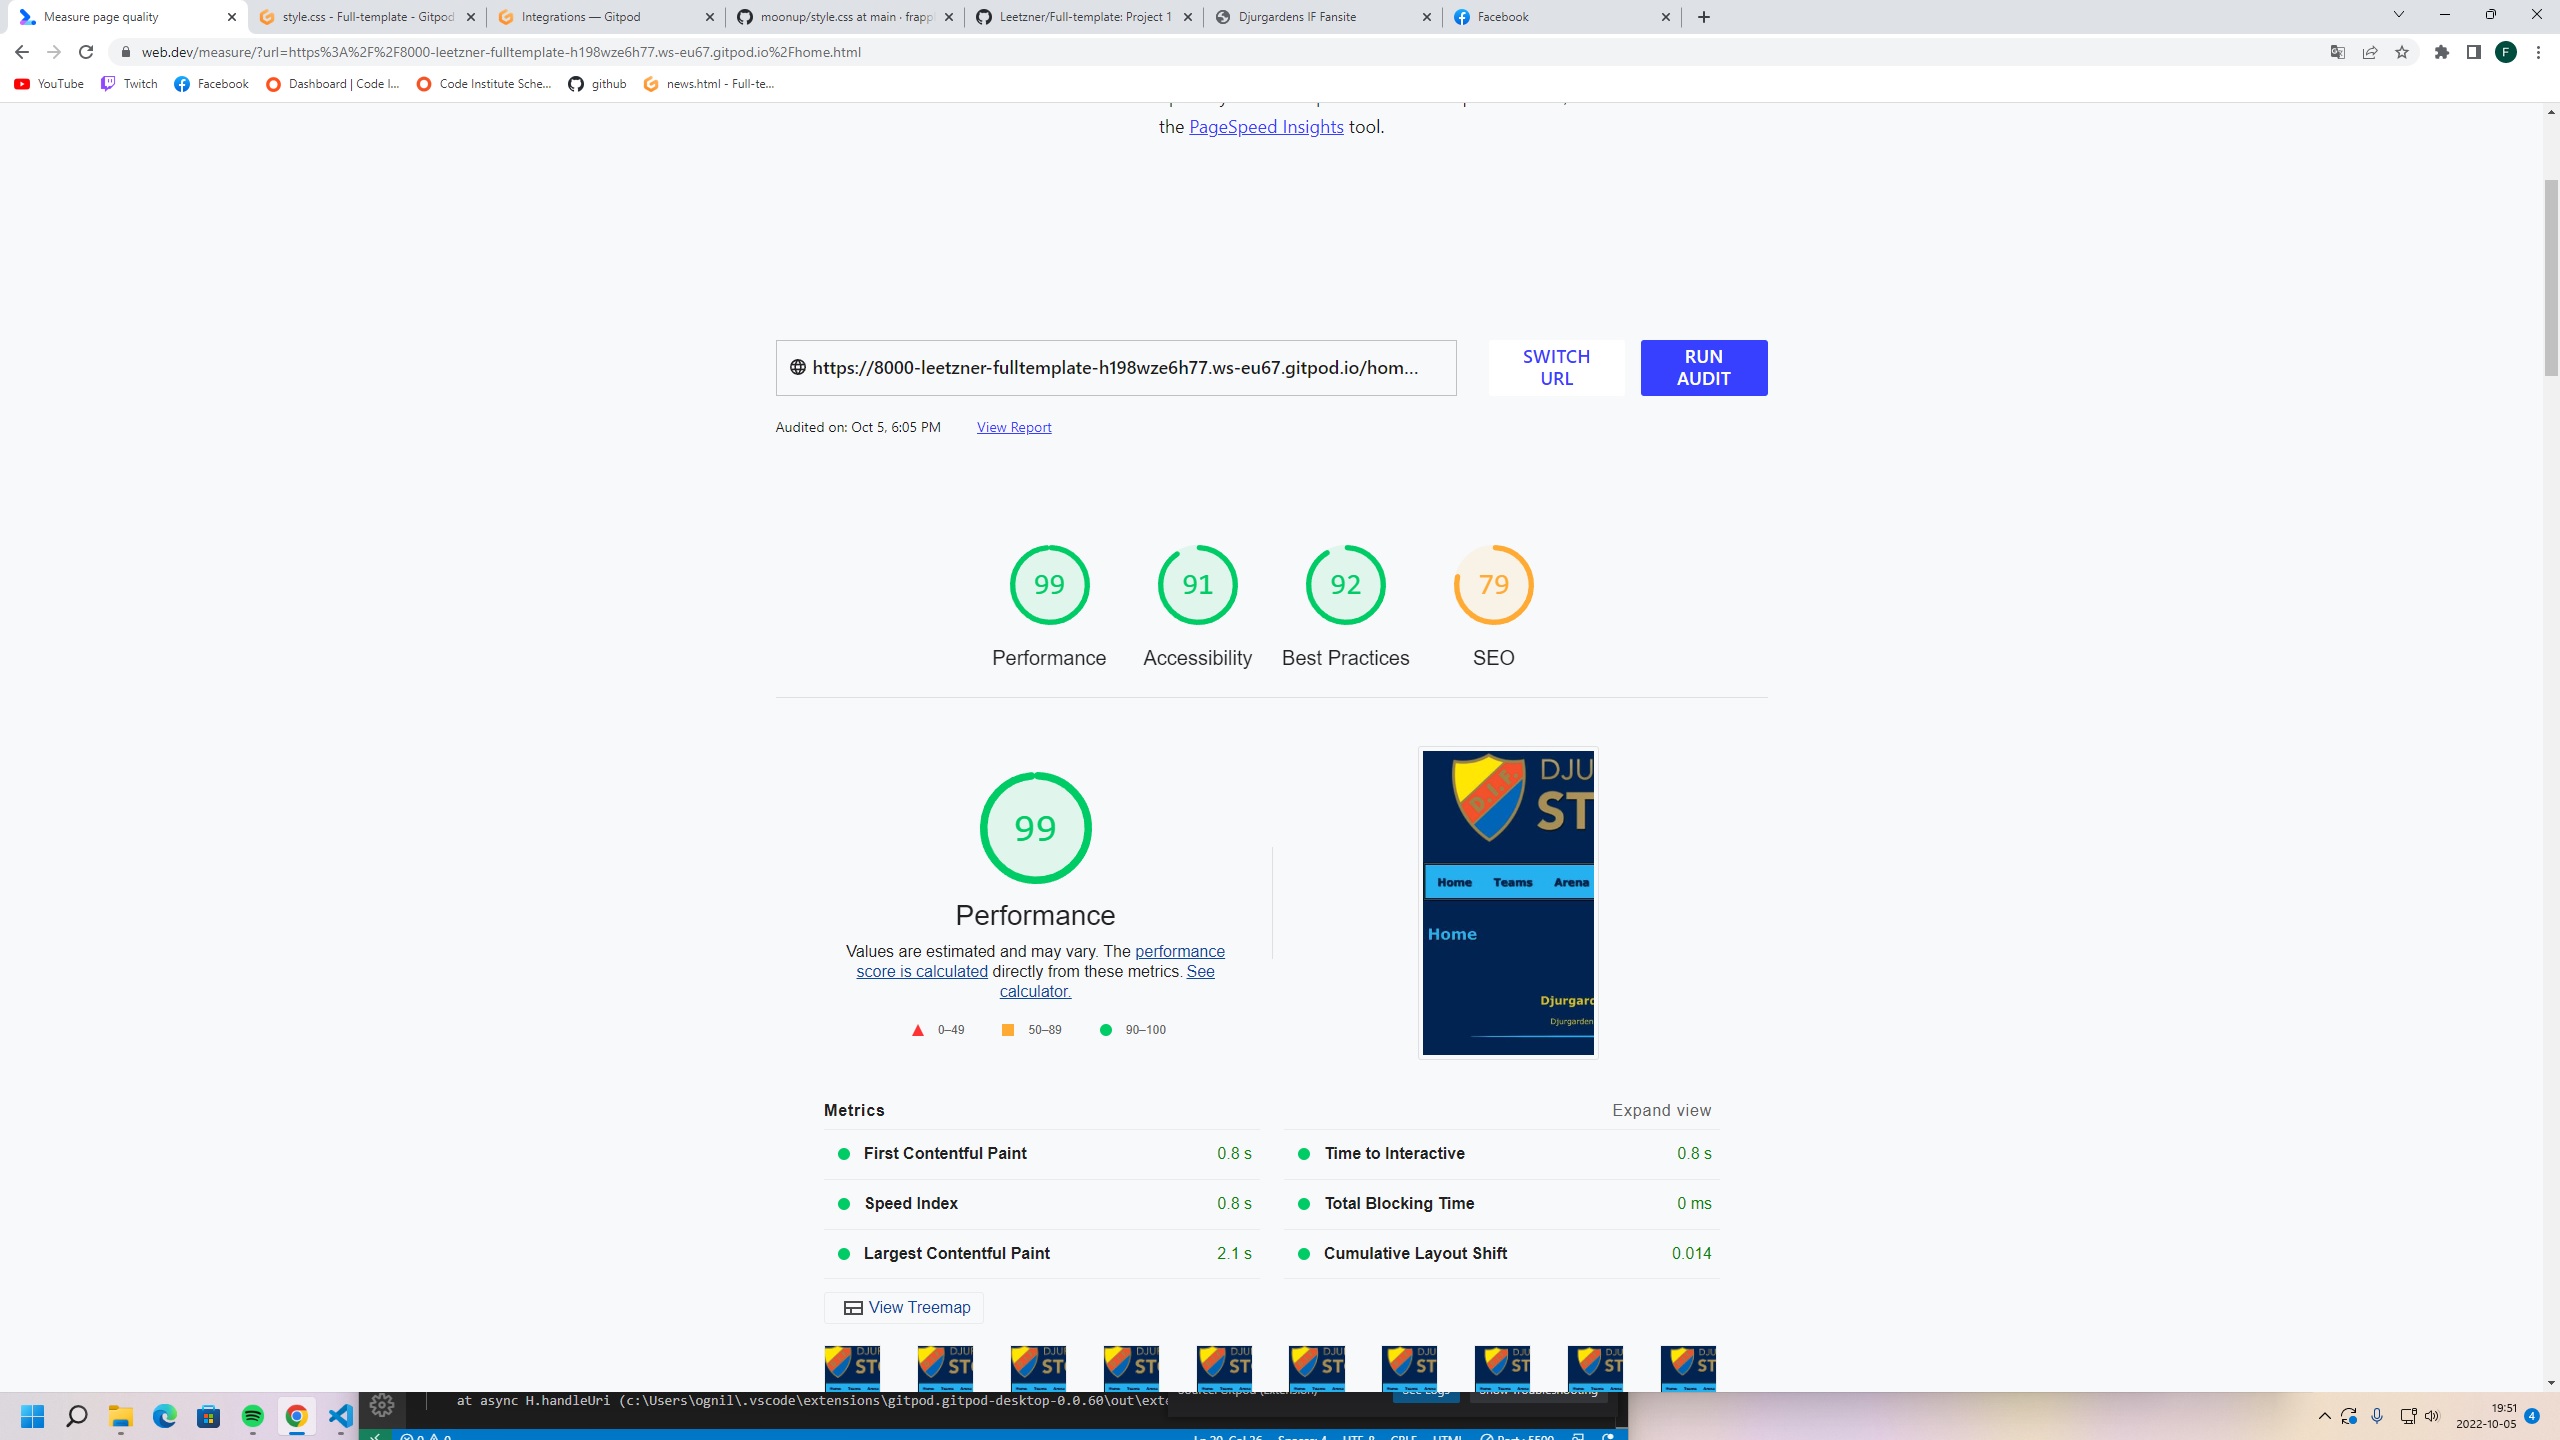 Measure page quality
style.css - Full-template - Gitpod
Integrations — Gitpod
moonup/style.css at main · frapp
Leetzner/Full-template: Project 1
Djurgardens IF Fansite
Facebook
web.dev/measure/?url=https%3A%2F%2F8000-leetzner-fulltemplate-h198wze6h77.ws-eu67.gitpod.io%2Fhome.html
F
YouTube
Twitch
Facebook
Dashboard | Code I...
Code Institute Sche...
github
news.html - Full-te...
the PageSpeed Insights tool.
https://8000-leetzner-fulltemplate-h198wze6h77.ws-eu67.gitpod.io/hom...
SWITCH
URL
RUN
AUDIT
Audited on: Oct 5, 6:05 PM
View Report
99
91
92
79
Performance
Accessibility
Best Practices
SEO
99
Performance
Values are estimated and may vary. The performance
score is calculated directly from these metrics. See
calculator.
0–49
50–89
90–100
D.I.F.
DJU
ST
Home
Teams
Arena
Home
Djurgard
Djurgarden
Metrics
Expand view
First Contentful Paint
0.8 s
Time to Interactive
0.8 s
Speed Index
0.8 s
Total Blocking Time
0 ms
Largest Contentful Paint
2.1 s
Cumulative Layout Shift
0.014
View Treemap
at async H.handleUri (c:\Users\ognil\.vscode\extensions\gitpod.gitpod-desktop-0.0.60\out\exte
19:51
2022-10-05
4